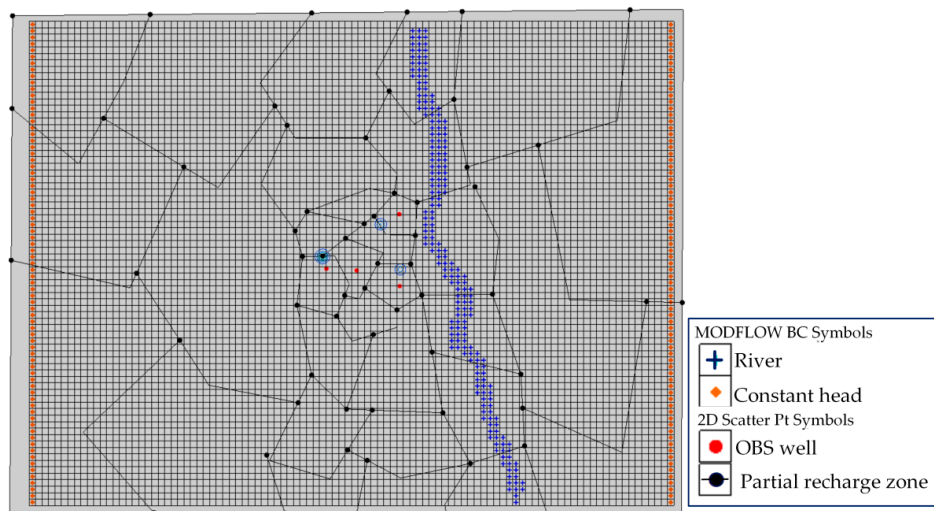 MODFLOW BC Symbols
River
Constant head
2D Scatter Pt Symbols
OBS well
Partial recharge zone